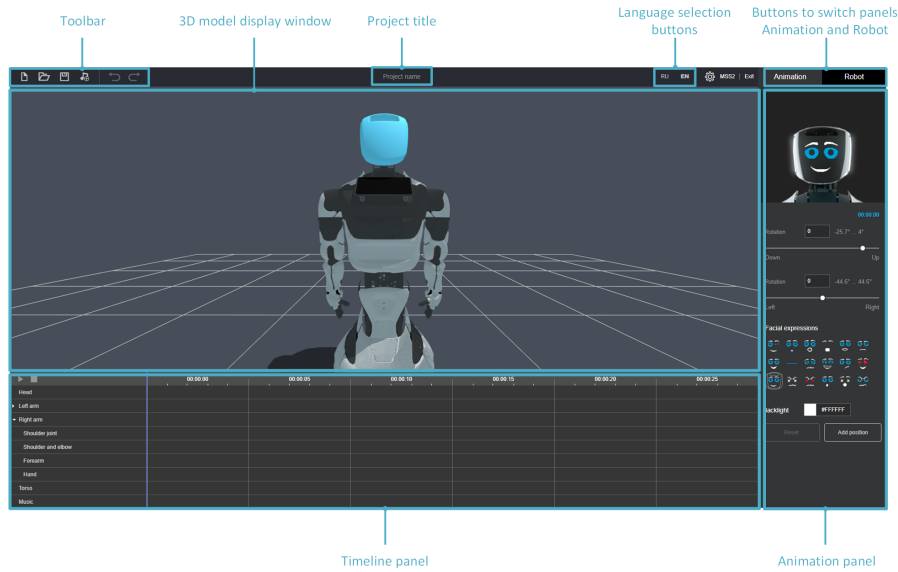 Toolbar
3D model display window
Project title
Language selection
buttons
Buttons to switch panels
Animation and Robot
Project name
RU
EN
MSS2 | Exit
Animation
Robot
00:00:00
Rotation
0
-25.7° ... 4°
Down
Up
Rotation
0
-44.5° ... 44.5°
Left
Right
Facial expressions
Backlight
#FFFFFF
Reset
Add position
00:00:00
00:00:05
00:00:10
00:00:15
00:00:20
00:00:25
Head
Left arm
Right arm
Shoulder joint
Shoulder and elbow
Forearm
Hand
Torso
Music
Timeline panel
Animation panel